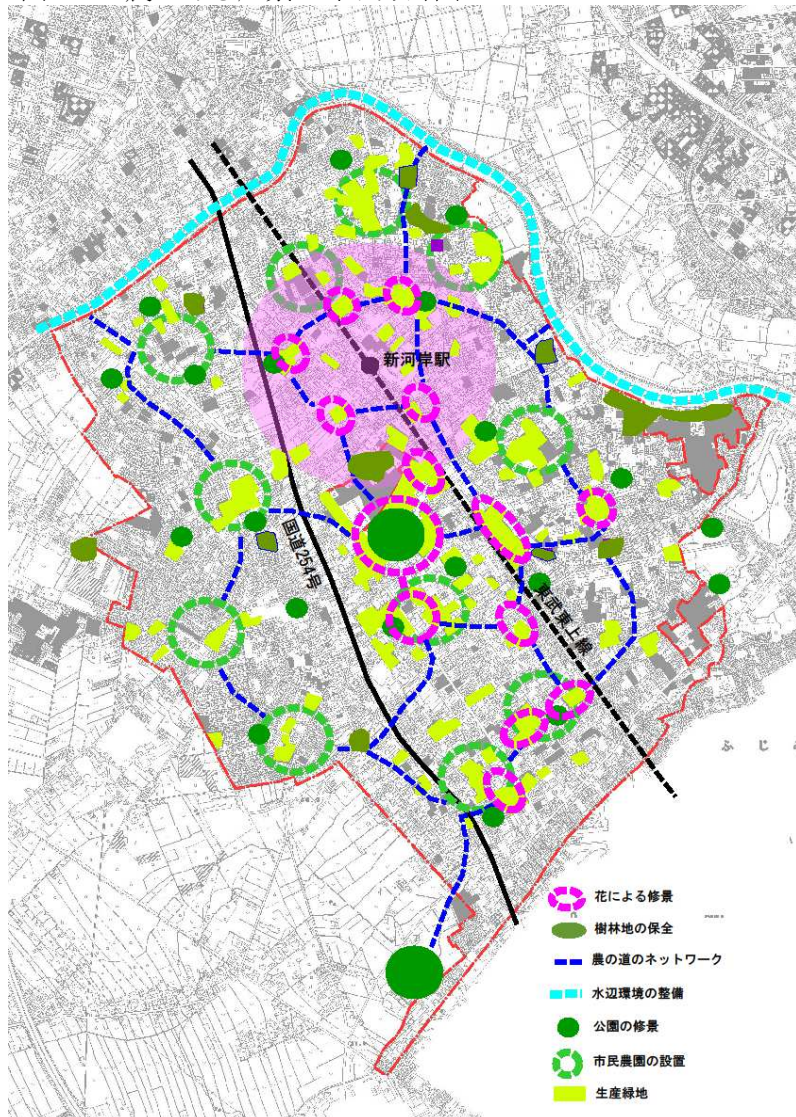 新河岸駅
国道254号
東武東上線
ふじみ
花による修景
樹林地の保全
農の道のネットワーク
水辺環境の整備
公園の修景
市民農園の設置
生産緑地